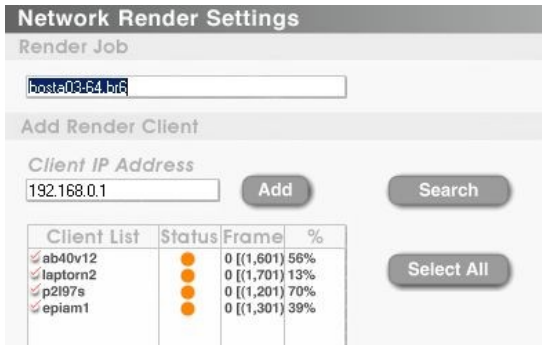 Network Render Settings
Render Job
hosta03-64.br6
Add Render Client
Client IP Address
192.168.0.1 Add Search
Client List Status Frame %
ab40v12 0 [(1,601) 56%
laptorn2 0 [(1,701) 13%
p2l97s 0 [(1,201) 70%
epiam1 0 [(1,301) 39%
Select All